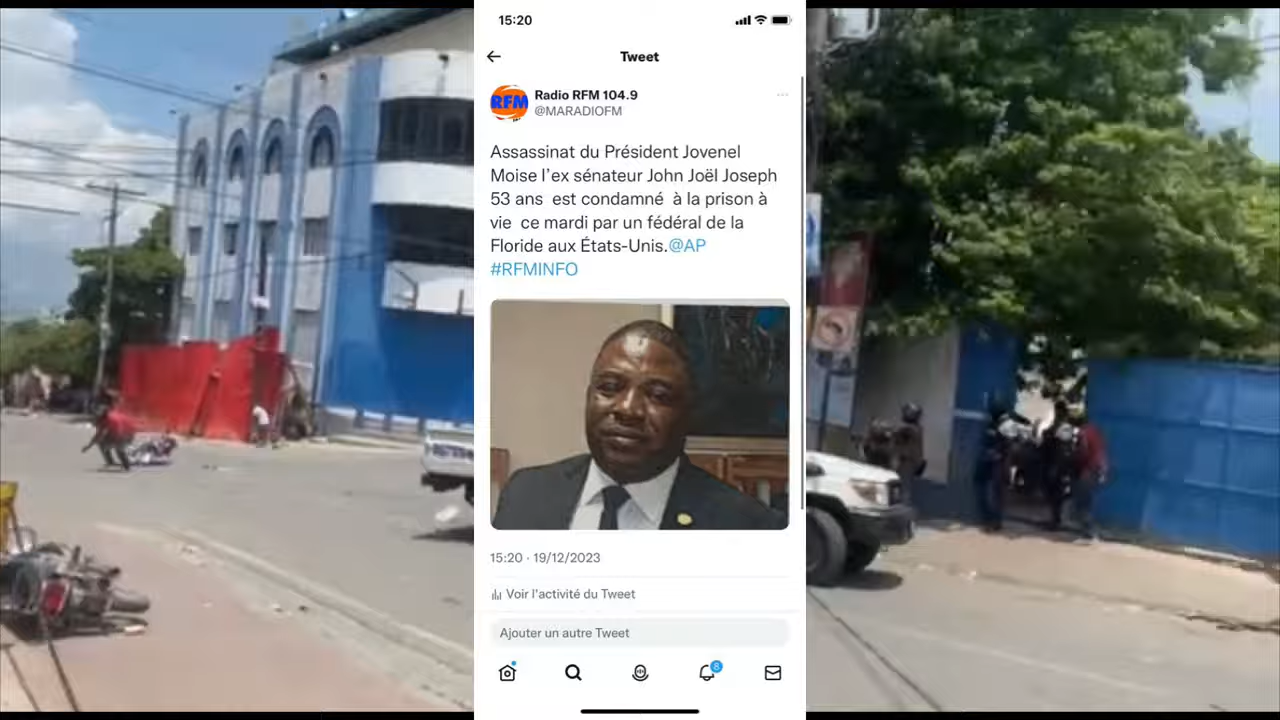 15:20
Tweet
RFM
Radio RFM 104.9
@MARADIOFM
Assassinat du Président Jovenel
Moise l’ex sénateur John Joël Joseph
53 ans est condamné à la prison à
vie ce mardi par un fédéral de la
Floride aux États-Unis.@AP
#RFMINFO
15:20 · 19/12/2023
Voir l'activité du Tweet
Ajouter un autre Tweet
8